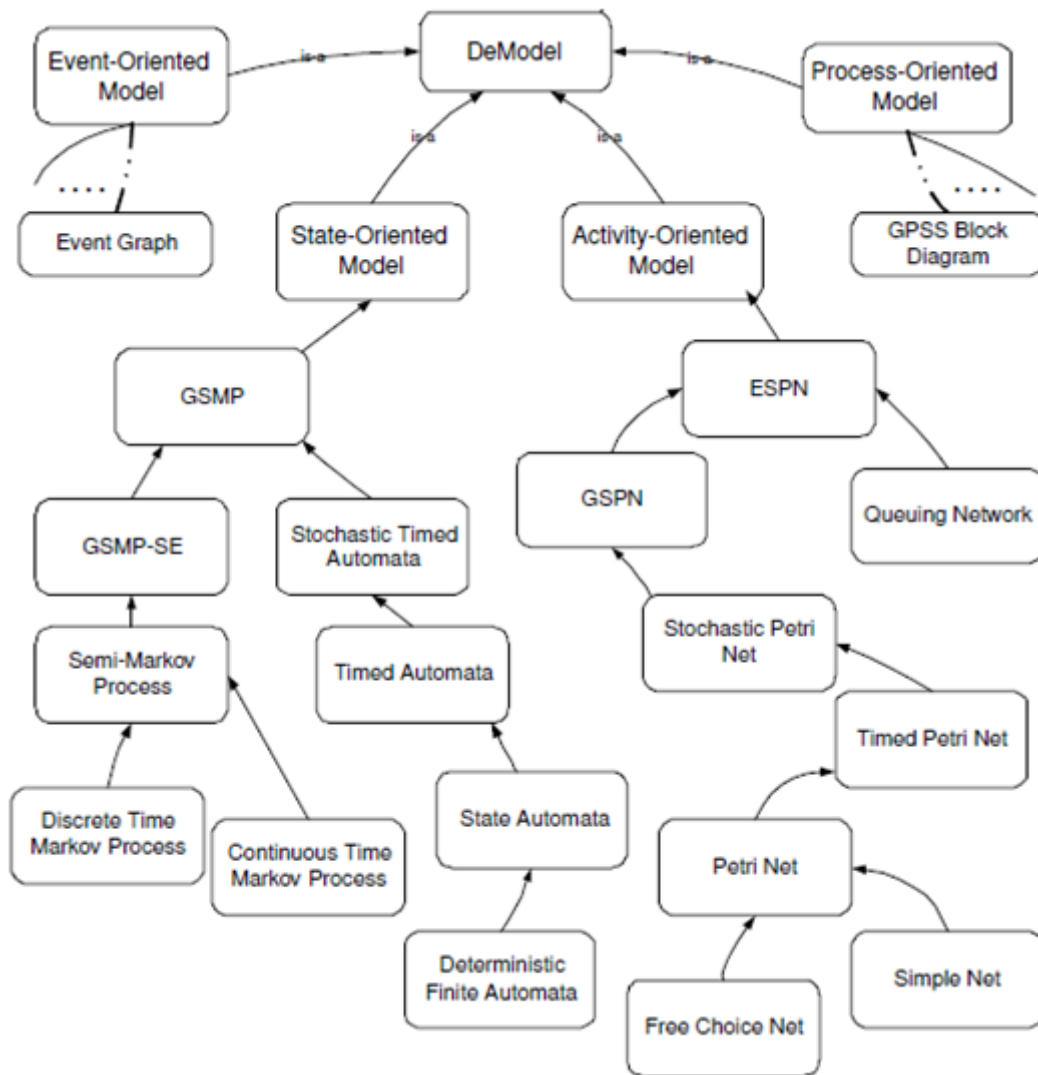 Event-Oriented
Model
is a
DeModel
is a
Process-Oriented
Model
is a
is a
....
....
Event Graph
State-Oriented
Model
Activity-Oriented
Model
GPSS Block
Diagram
GSMP
ESPN
GSMP-SE
Stochastic Timed
Automata
GSPN
Queuing Network
Semi-Markov
Process
Timed Automata
Stochastic Petri
Net
Timed Petri Net
Discrete Time
Markov Process
Continuous Time
Markov Process
State Automata
Petri Net
Deterministic
Finite Automata
Free Choice Net
Simple Net